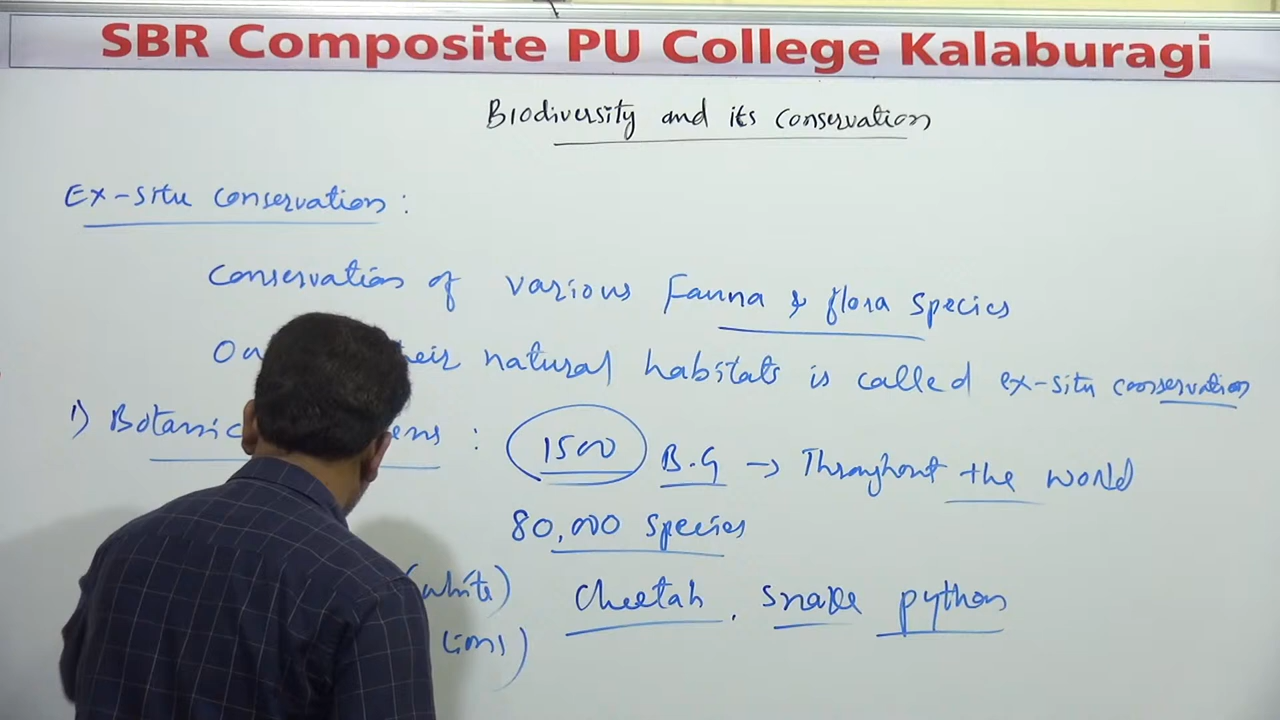 SBR Composite PU College Kalaburagi
Biodiversity and its conservation
Ex-situ conservation :
Conservation of various Fauna & flora species
natural habitats is called ex-situ conservation
1) Botanic : 1500 B.G → Throughout the world
80,000 species
(white) cheetah, snake python
lions)